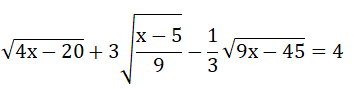 √(4x − 20) + 3√((x − 5)/9) − 1/3 √(9x − 45) = 4